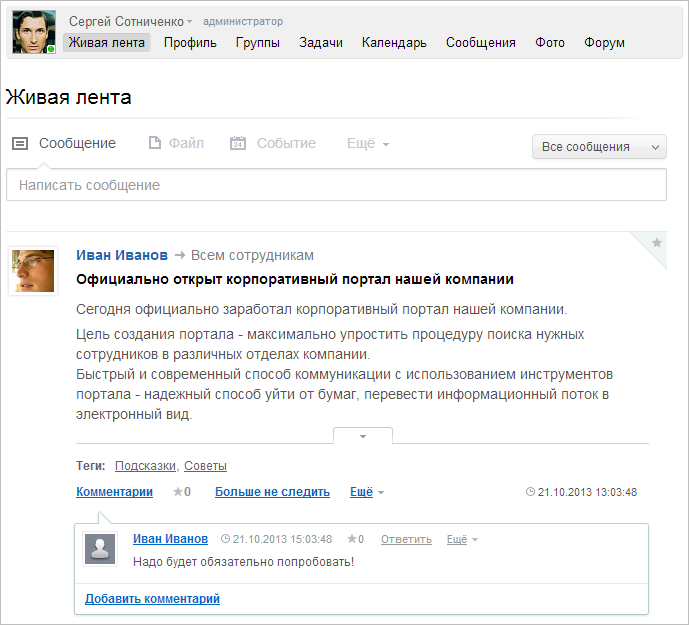 Сергей Сотниченко администратор
Живая лента Профиль Группы Задачи Календарь Сообщения Фото Форум
Живая лента
Сообщение Файл 24 Событие Ещё Все сообщения
Написать сообщение
Иван Иванов → Всем сотрудникам
Официально открыт корпоративный портал нашей компании
Сегодня официально заработал корпоративный портал нашей компании.
Цель создания портала - максимально упростить процедуру поиска нужных
сотрудников в различных отделах компании.
Быстрый и современный способ коммуникации с использованием инструментов
портала - надежный способ уйти от бумаг, перевести информационный поток в
электронный вид.
Теги: Подсказки, Советы
Комментарии ★0 Больше не следить Ещё 21.10.2013 13:03:48
Иван Иванов 21.10.2013 15:03:48 ★0 Ответить Ещё
Надо будет обязательно попробовать!
Добавить комментарий